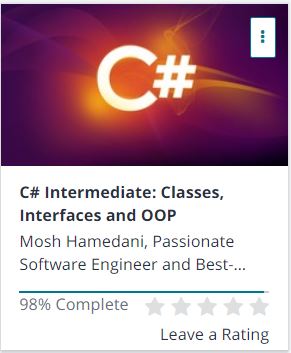 C#
C# Intermediate: Classes,
Interfaces and OOP
Mosh Hamedani, Passionate
Software Engineer and Best-...
98% Complete
Leave a Rating